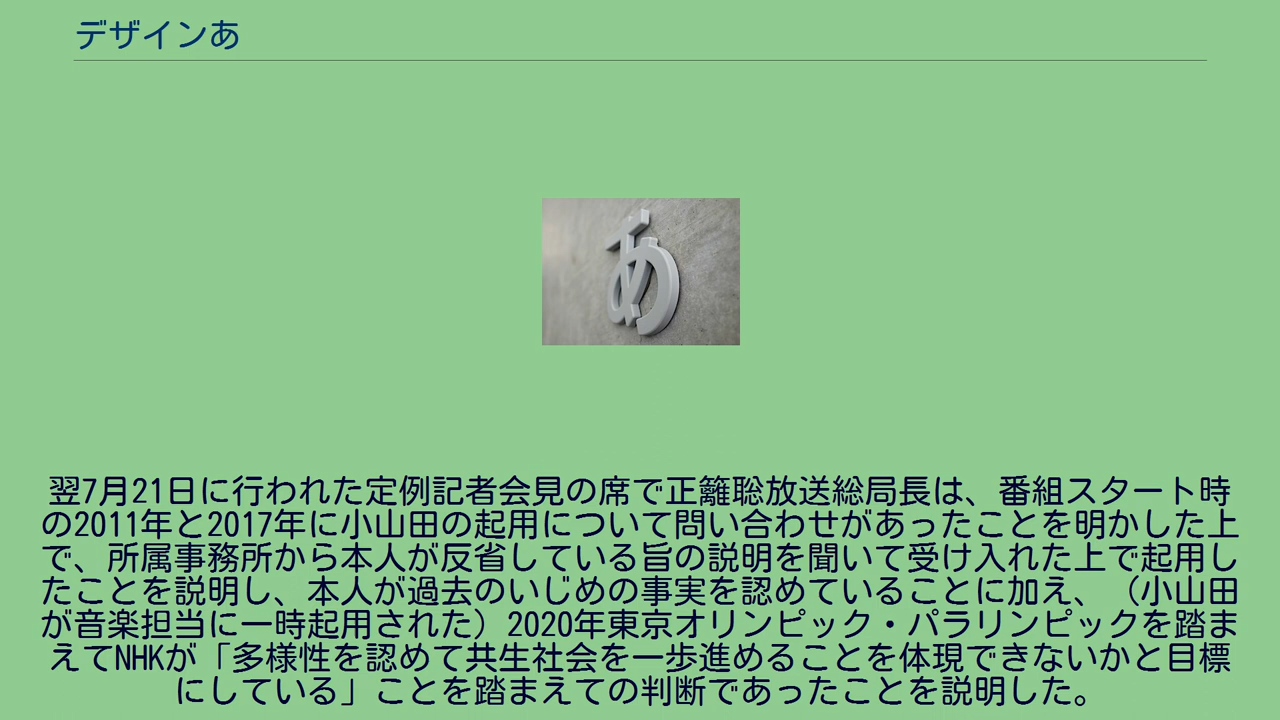 デザインあ
あ
翌7月21日に行われた定例記者会見の席で正籬聡放送総局長は、番組スタート時
の2011年と2017年に小山田の起用について問い合わせがあったことを明かした上
で、所属事務所から本人が反省している旨の説明を聞いて受け入れた上で起用し
たことを説明し、本人が過去のいじめの事実を認めていることに加え、（小山田
が音楽担当に一時起用された）2020年東京オリンピック・パラリンピックを踏ま
えてNHKが「多様性を認めて共生社会を一歩進めることを体現できないかと目標
にしている」ことを踏まえての判断であったことを説明した。